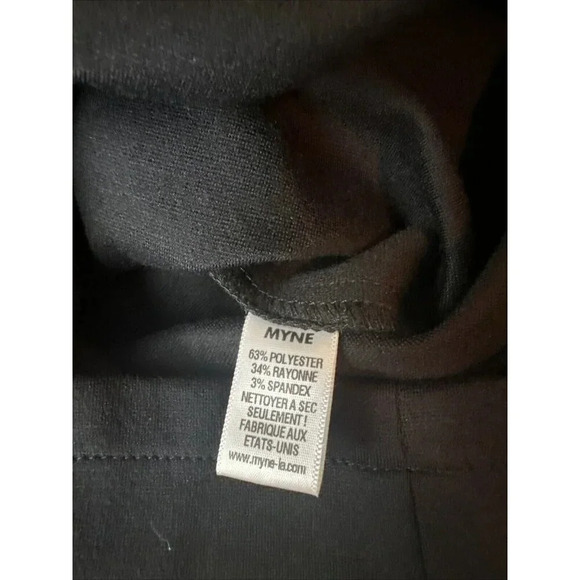 MYNE
63% POLYESTER
34% RAYONNE
3% SPANDEX
NETTOYER A SEC
SEULEMENT !
FABRIQUE AUX
ETATS-UNIS
www.myne-la.com